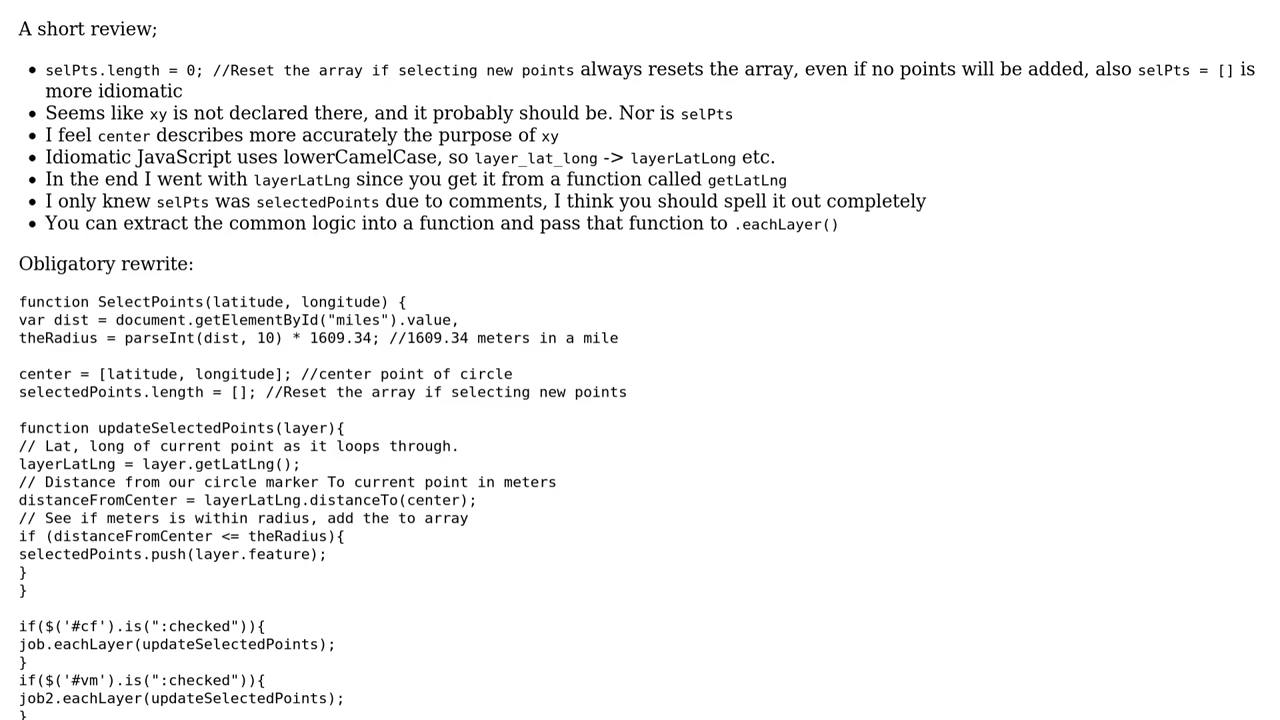 A short review;
• selPts.length = 0; //Reset the array if selecting new points always resets the array, even if no points will be added, also selPts = [] is
more idiomatic
• Seems like xy is not declared there, and it probably should be. Nor is selPts
• I feel center describes more accurately the purpose of xy
• Idiomatic JavaScript uses lowerCamelCase, so layer_lat_long -> layerLatLong etc.
• In the end I went with layerLatLng since you get it from a function called getLatLng
• I only knew selPts was selectedPoints due to comments, I think you should spell it out completely
• You can extract the common logic into a function and pass that function to .eachLayer()
Obligatory rewrite:
function SelectPoints(latitude, longitude) {
var dist = document.getElementById("miles").value,
theRadius = parseInt(dist, 10) * 1609.34; //1609.34 meters in a mile
center = [latitude, longitude]; //center point of circle
selectedPoints.length = []; //Reset the array if selecting new points
function updateSelectedPoints(layer){
// Lat, long of current point as it loops through.
layerLatLng = layer.getLatLng();
// Distance from our circle marker To current point in meters
distanceFromCenter = layerLatLng.distanceTo(center);
// See if meters is within radius, add the to array
if (distanceFromCenter <= theRadius){
selectedPoints.push(layer.feature);
}
}
if($('#cf').is(":checked")){
job.eachLayer(updateSelectedPoints);
}
if($('#vm').is(":checked")){
job2.eachLayer(updateSelectedPoints);
}